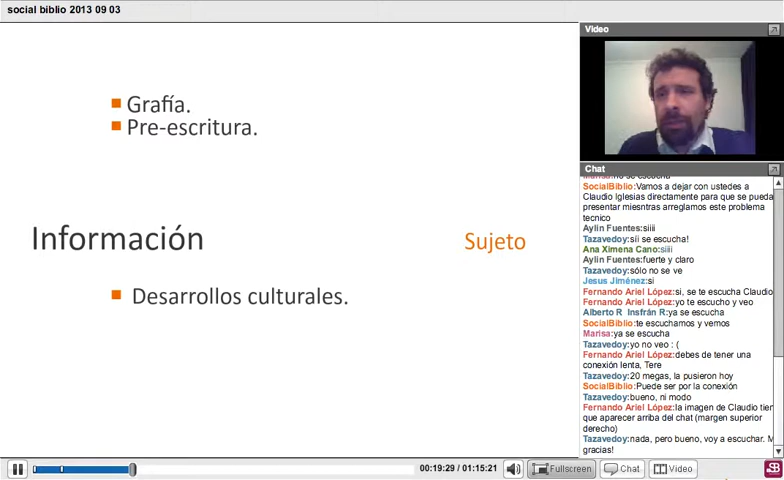 social biblio 2013 09 03
Grafía.
Pre-escritura.
Información
Sujeto
Desarrollos culturales.
Video
Chat
SocialBiblio:Vamos a dejar con ustedes a
Claudio Iglesias directamente para que se pueda
presentar miesntras arreglamos este problema
tecnico
Aylin Fuentes:siiii
Tazavedoy:síi se escucha!
Ana Ximena Cano:siiii
Aylin Fuentes:fuerte y claro
Tazavedoy:sólo no se ve
Jesus Jiménez:si
Fernando Ariel López:si, se te escucha Claudio
Fernando Ariel López:yo te escucho y veo
Alberto R Insfrán R:ya se escucha
SocialBiblio:te escuchamos y vemos
Marisa:ya se escucha
Tazavedoy:yo no veo : (
Fernando Ariel López:debes de tener una
conexión lenta, Tere
Tazavedoy:20 megas, la pusieron hoy
SocialBiblio:Puede ser por la conexión
Tazavedoy:bueno, ni modo
Fernando Ariel López:la imagen de Claudio tien
que aparecer arriba del chat (margen superior
derecho)
Tazavedoy:nada, pero bueno, voy a escuchar. M
gracias!
00:19:29 / 01:15:21
Fullscreen
Chat
Video
SB